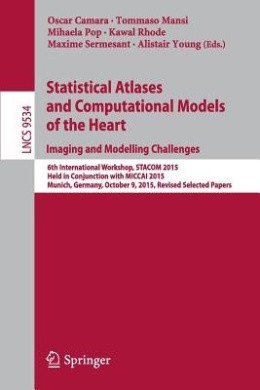 Oscar Camara · Tommaso Mansi
Mihaela Pop · Kawal Rhode
Maxime Sermesant · Alistair Young (Eds.)
LNCS 9534
Statistical Atlases
and Computational Models
of the Heart
Imaging and Modelling Challenges
6th International Workshop, STACOM 2015
Held in Conjunction with MICCAI 2015
Munich, Germany, October 9, 2015, Revised Selected Papers
Springer